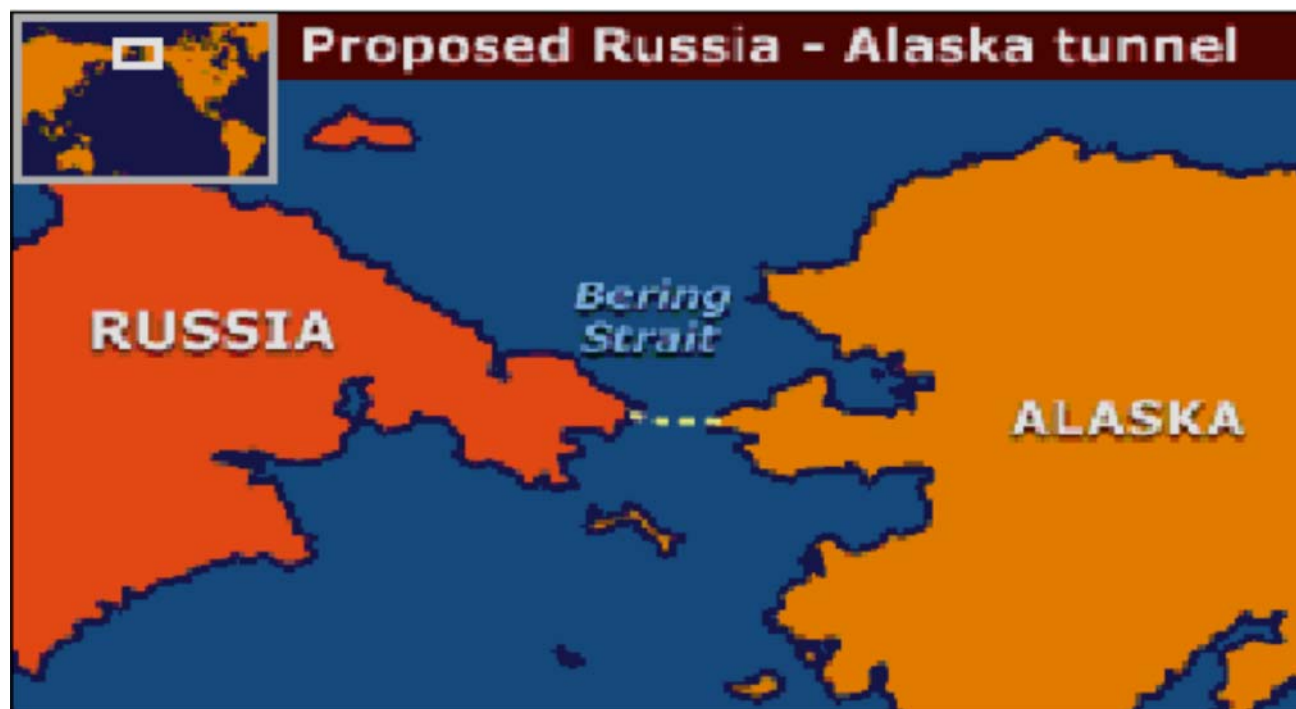 Proposed Russia - Alaska tunnel
Bering
Strait
RUSSIA
ALASKA